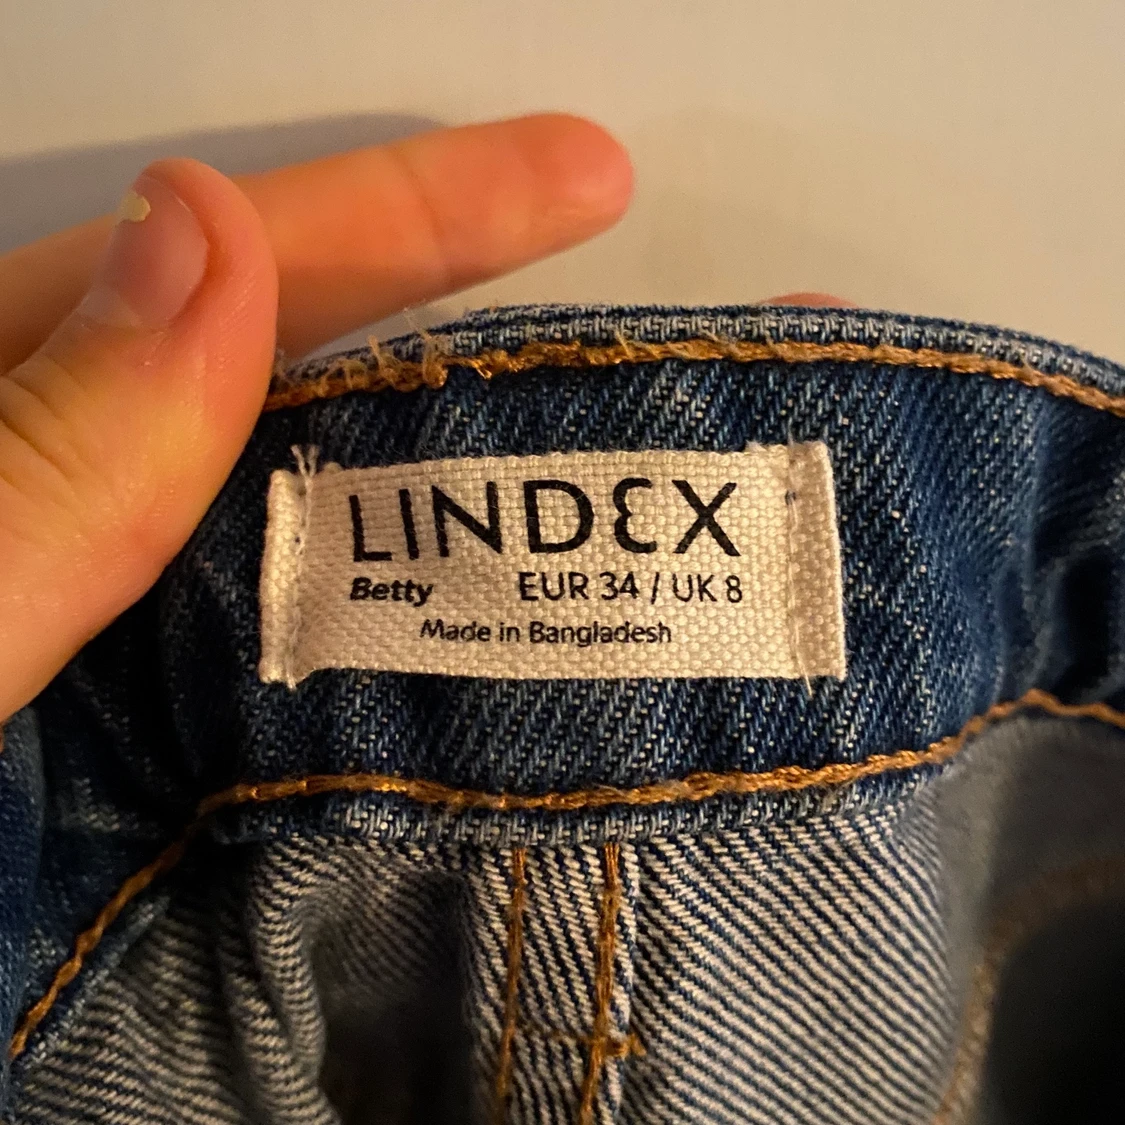 LINDEX
Betty EUR 34 / UK 8
Made in Bangladesh